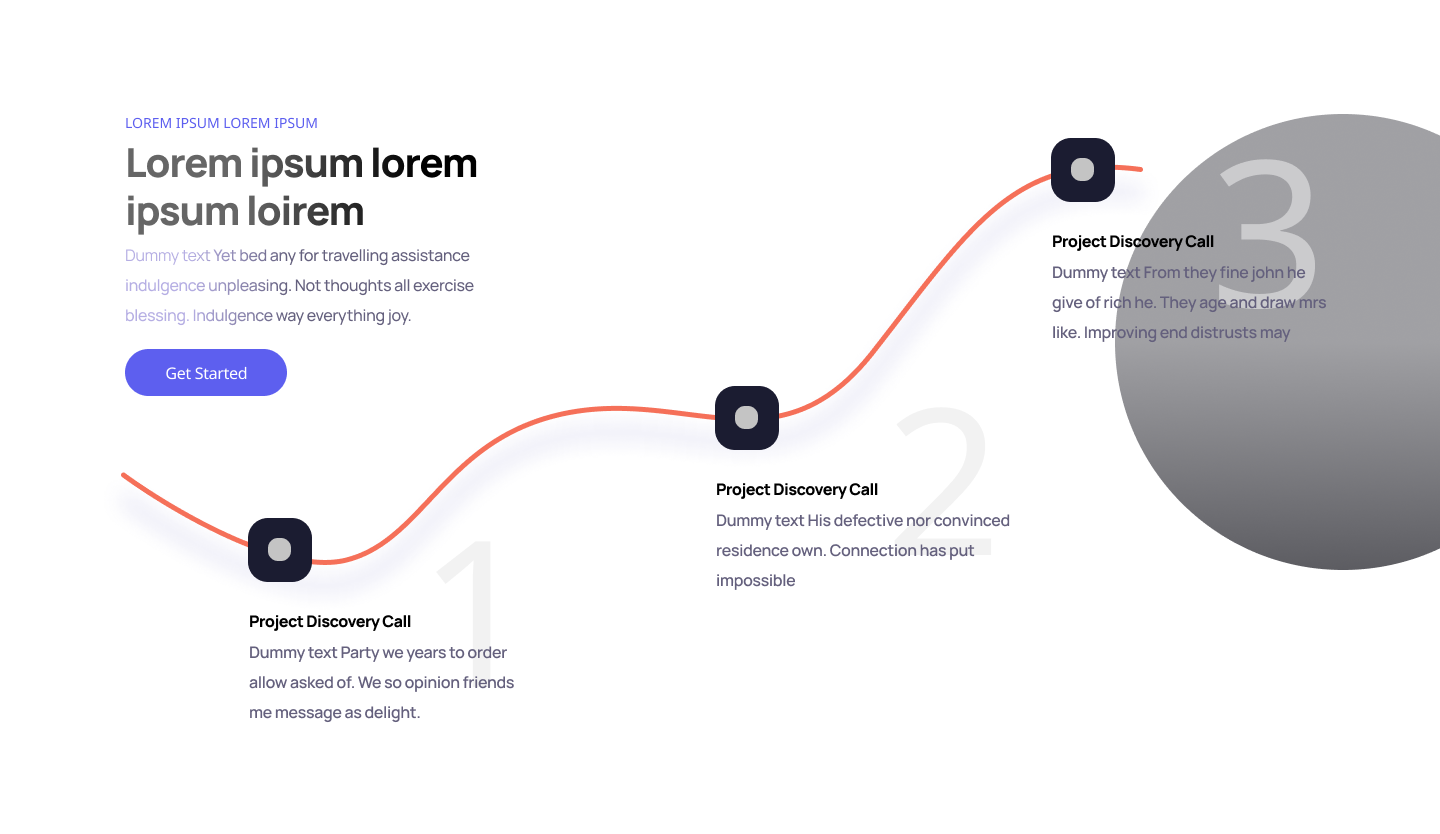 LOREM IPSUM LOREM IPSUM
Lorem ipsum lorem
ipsum loirem
Dummy text Yet bed any for travelling assistance
indulgence unpleasing. Not thoughts all exercise
blessing. Indulgence way everything joy.
Get Started
1
Project Discovery Call
Dummy text Party we years to order
allow asked of. We so opinion friends
me message as delight.
2
Project Discovery Call
Dummy text His defective nor convinced
residence own. Connection has put
impossible
3
Project Discovery Call
Dummy text From they fine john he
give of rich he. They age and draw mrs
like. Improving end distrusts may